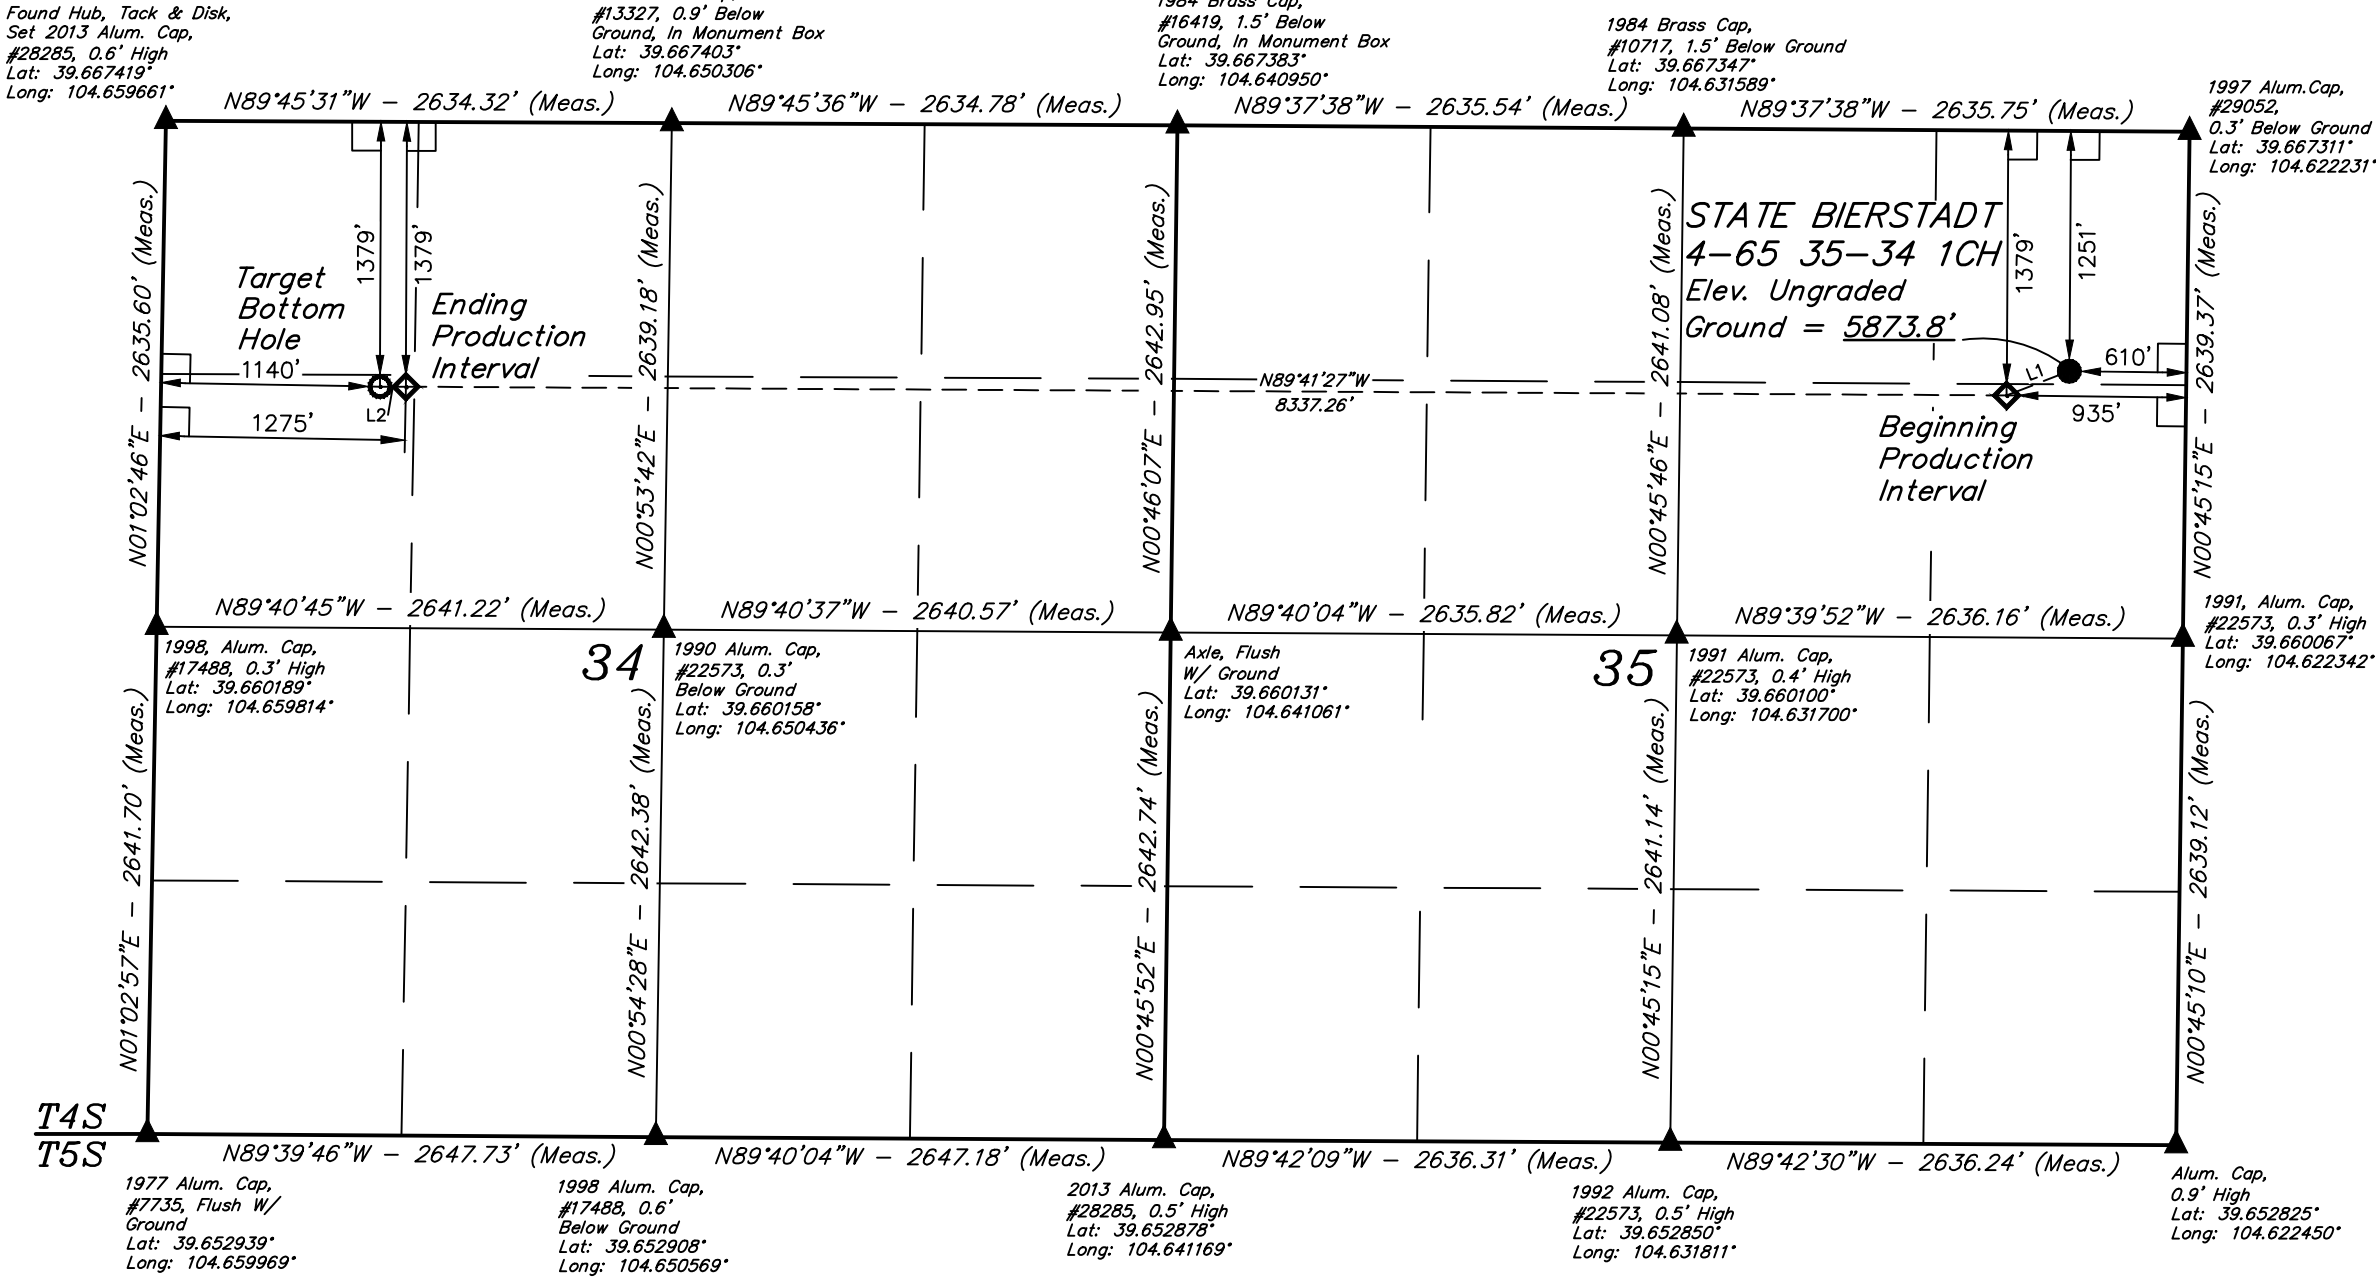 Found Hub, Tack & Disk,
Set 2013 Alum. Cap,
#28285, 0.6' High
Lat: 39.667419°
Long: 104.659661°
#13327, 0.9' Below
Ground, In Monument Box
Lat: 39.667403°
Long: 104.650306°
1984 Brass Cap,
#16419, 1.5' Below
Ground, In Monument Box
Lat: 39.667383°
Long: 104.640950°
1984 Brass Cap,
#10717, 1.5' Below Ground
Lat: 39.667347°
Long: 104.631589°
1997 Alum.Cap,
#29052,
0.3' Below Ground
Lat: 39.667311°
Long: 104.622231°
N89°45'31"W - 2634.32' (Meas.)
N89°45'36"W - 2634.78' (Meas.)
N89°37'38"W - 2635.54' (Meas.)
N89°37'38"W - 2635.75' (Meas.)
N01°02'46"E - 2635.60' (Meas.)
N00°53'42"E - 2639.18' (Meas.)
N00°46'07"E - 2642.95' (Meas.)
N00°45'46"E - 2641.08' (Meas.)
N00°45'15"E - 2639.37' (Meas.)
1379'
1379'
Target
Bottom
Hole
Ending
Production
Interval
1140'
L2
1275'
N89°41'27"W
8337.26'
STATE BIERSTADT
4-65 35-34 1CH
Elev. Ungraded
Ground = 5873.8'
1379'
1251'
L1
610'
935'
Beginning
Production
Interval
N89°40'45"W - 2641.22' (Meas.)
N89°40'37"W - 2640.57' (Meas.)
N89°40'04"W - 2635.82' (Meas.)
N89°39'52"W - 2636.16' (Meas.)
1998, Alum. Cap,
#17488, 0.3' High
Lat: 39.660189°
Long: 104.659814°
34
1990 Alum. Cap,
#22573, 0.3'
Below Ground
Lat: 39.660158°
Long: 104.650436°
Axle, Flush
W/ Ground
Lat: 39.660131°
Long: 104.641061°
35
1991 Alum. Cap,
#22573, 0.4' High
Lat: 39.660100°
Long: 104.631700°
1991, Alum. Cap,
#22573, 0.3' High
Lat: 39.660067°
Long: 104.622342°
N01°02'57"E - 2641.70' (Meas.)
N00°54'28"E - 2642.38' (Meas.)
N00°45'52"E - 2642.74' (Meas.)
N00°45'15"E - 2641.14' (Meas.)
N00°45'10"E - 2639.12' (Meas.)
T4S
T5S
N89°39'46"W - 2647.73' (Meas.)
N89°40'04"W - 2647.18' (Meas.)
N89°42'09"W - 2636.31' (Meas.)
N89°42'30"W - 2636.24' (Meas.)
1977 Alum. Cap,
#7735, Flush W/
Ground
Lat: 39.652939°
Long: 104.659969°
1998 Alum. Cap,
#17488, 0.6'
Below Ground
Lat: 39.652908°
Long: 104.650569°
2013 Alum. Cap,
#28285, 0.5' High
Lat: 39.652878°
Long: 104.641169°
1992 Alum. Cap,
#22573, 0.5' High
Lat: 39.652850°
Long: 104.631811°
Alum. Cap,
0.9' High
Lat: 39.652825°
Long: 104.622450°